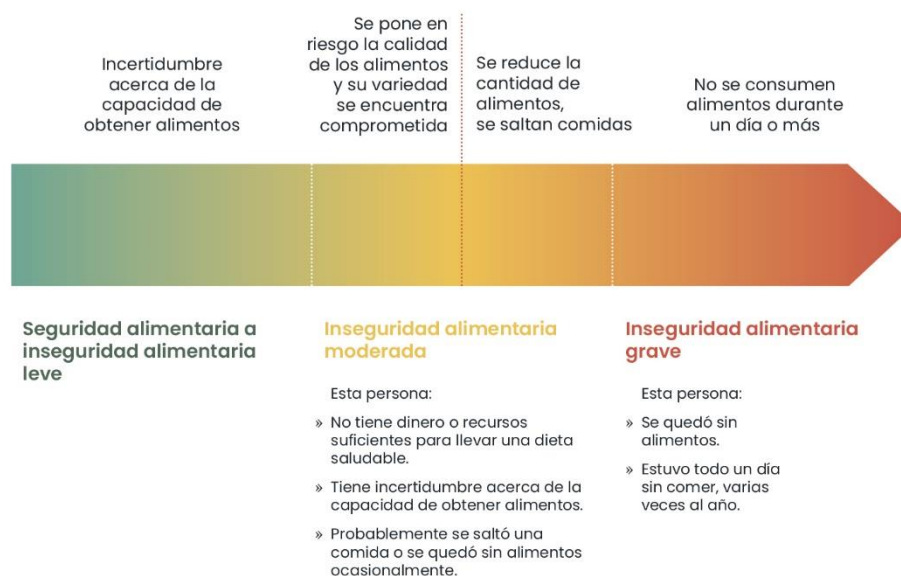 Incertidumbre
acerca de la
capacidad de
obtener alimentos
Se pone en
riesgo la calidad
de los alimentos
y su variedad
se encuentra
comprometida
Se reduce la
cantidad de
alimentos,
se saltan comidas
No se consumen
alimentos durante
un día o más
Seguridad alimentaria a
inseguridad alimentaria
leve
Inseguridad alimentaria
moderada
Esta persona:
» No tiene dinero o recursos
suficientes para llevar una dieta
saludable.
» Tiene incertidumbre acerca de la
capacidad de obtener alimentos.
» Probablemente se saltó una
comida o se quedó sin alimentos
ocasionalmente.
Inseguridad alimentaria
grave
Esta persona:
» Se quedó sin
alimentos.
» Estuvo todo un día
sin comer, varias
veces al año.